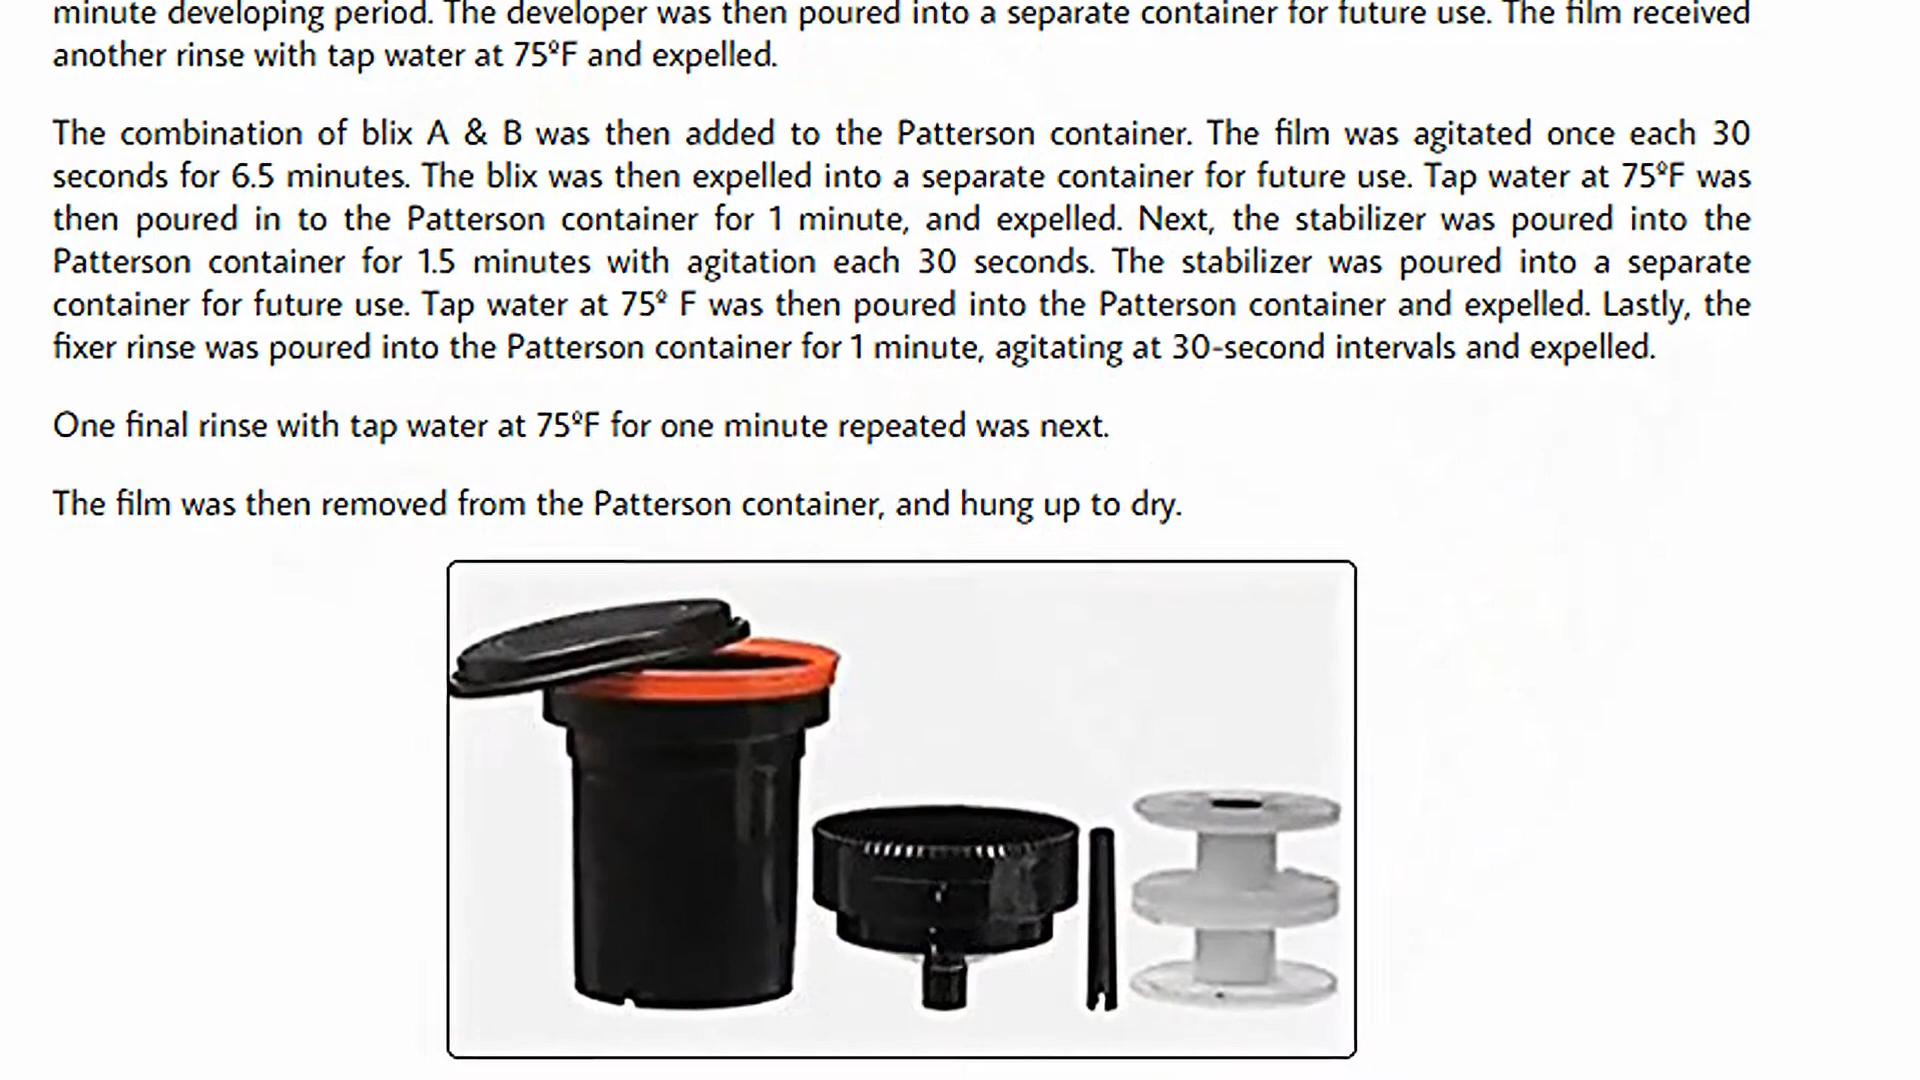 minute developing period. The developer was then poured into a separate container for future use. The film received
another rinse with tap water at 75ºF and expelled.
The combination of blix A & B was then added to the Patterson container. The film was agitated once each 30
seconds for 6.5 minutes. The blix was then expelled into a separate container for future use. Tap water at 75ºF was
then poured in to the Patterson container for 1 minute, and expelled. Next, the stabilizer was poured into the
Patterson container for 1.5 minutes with agitation each 30 seconds. The stabilizer was poured into a separate
container for future use. Tap water at 75º F was then poured into the Patterson container and expelled. Lastly, the
fixer rinse was poured into the Patterson container for 1 minute, agitating at 30-second intervals and expelled.
One final rinse with tap water at 75ºF for one minute repeated was next.
The film was then removed from the Patterson container, and hung up to dry.